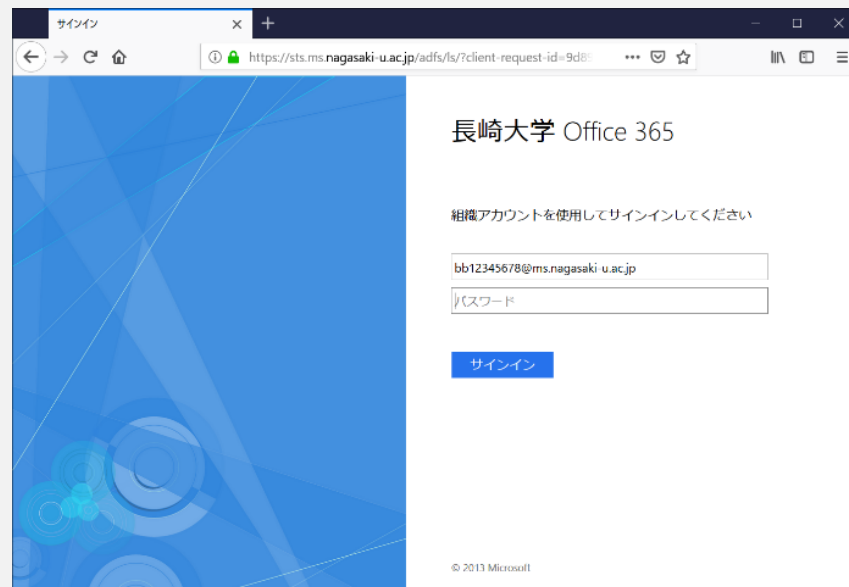 サインイン
https://sts.ms.nagasaki-u.ac.jp/adfs/ls/?client-request-id=9d89
長崎大学 Office 365
組織アカウントを使用してサインインしてください
bb12345678@ms.nagasaki-u.ac.jp
パスワード
サインイン
© 2013 Microsoft